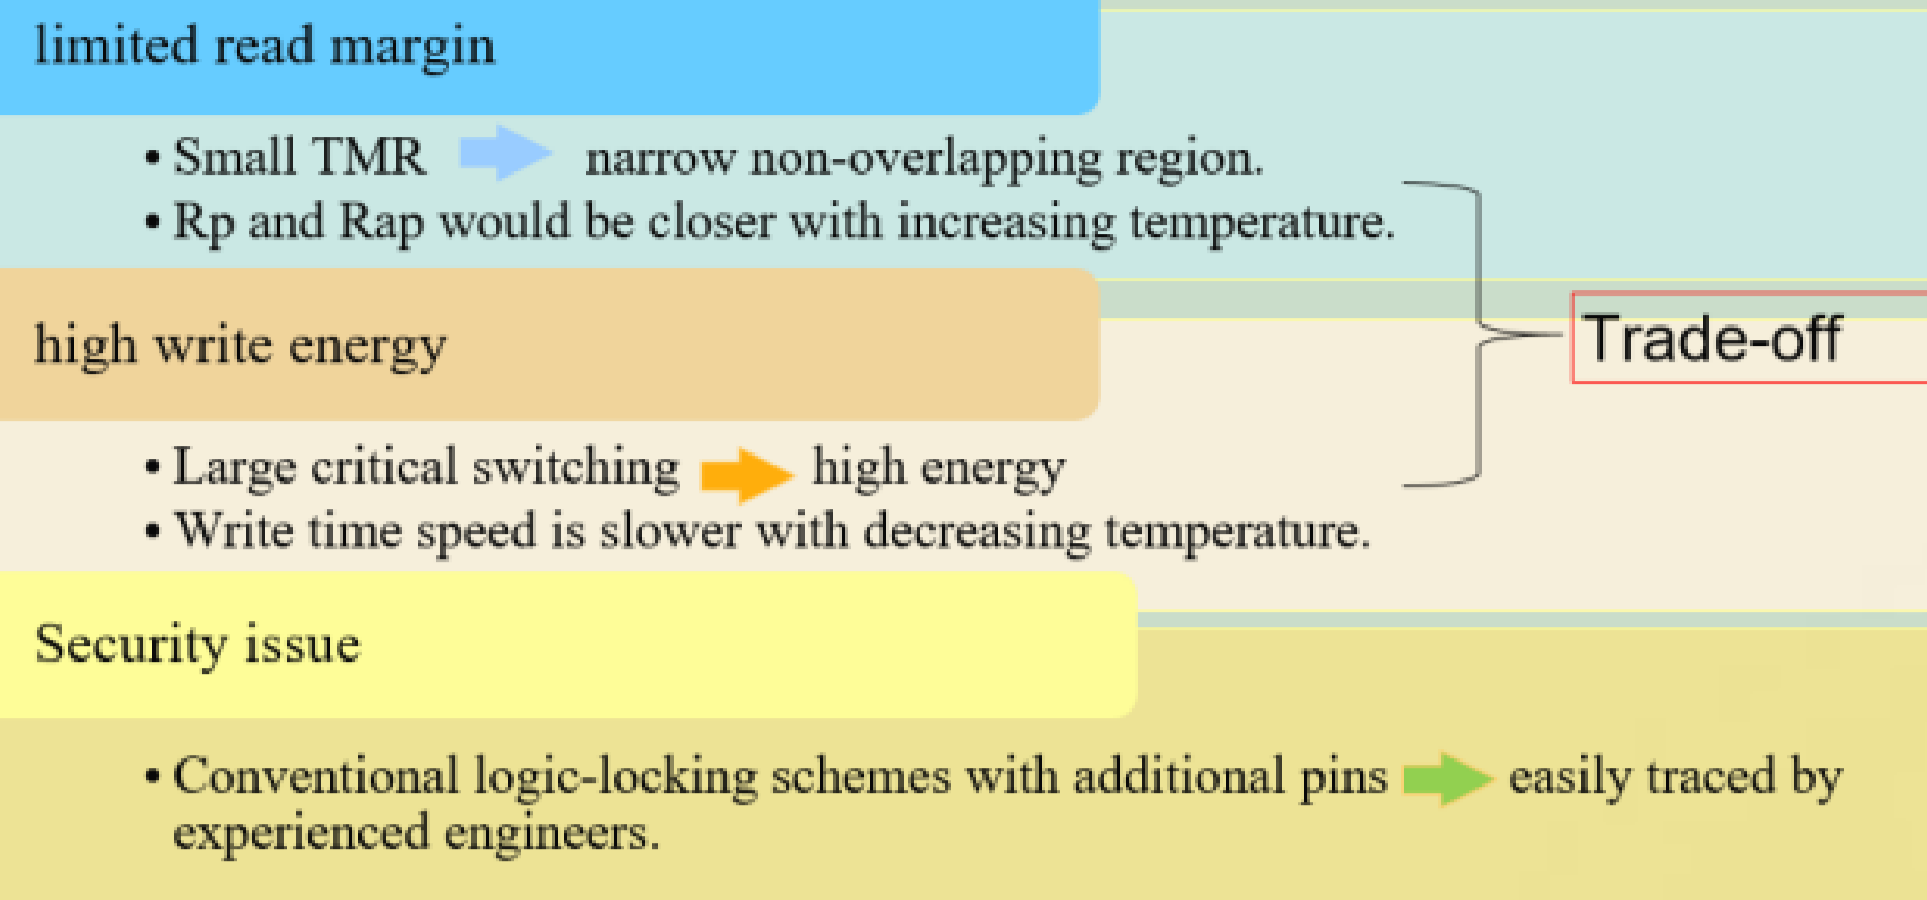 limited read margin
• Small TMR narrow non-overlapping region.
• Rp and Rap would be closer with increasing temperature.
high write energy
Trade-off
• Large critical switching high energy
• Write time speed is slower with decreasing temperature.
Security issue
• Conventional logic-locking schemes with additional pins easily traced by
experienced engineers.